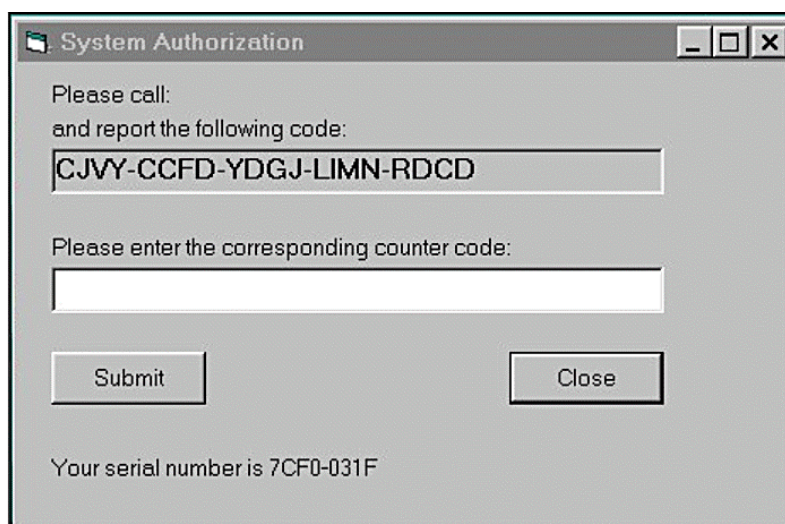 System Authorization
Please call:
and report the following code:
CJVY-CCFD-YDGJ-LIMN-RDCD
Please enter the corresponding counter code:
Submit
Close
Your serial number is 7CF0-031F